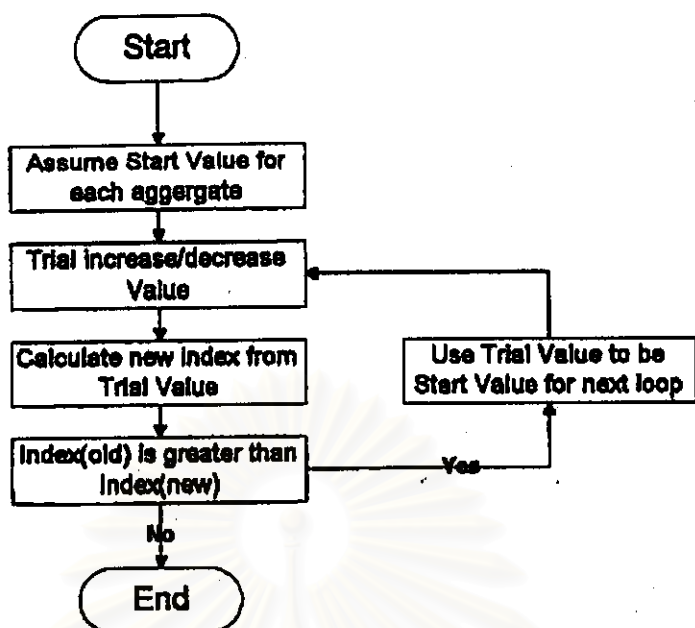 Start
Assume Start Value for
each aggergate
Trial increase/decrease
Value
Calculate new index from
Trial Value
Use Trial Value to be
Start Value for next loop
Index(old) is greater than
Index(new)
Yes
No
End